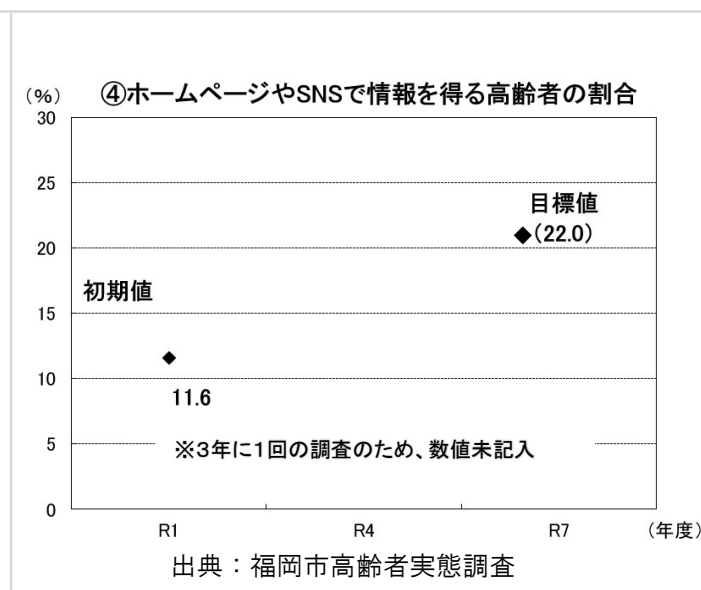 ④ホームページやSNSで情報を得る高齢者の割合
（%）
30
25
20
15
10
5
0
目標値
（22.0）
初期値
11.6
※3年に1回の調査のため、数値未記入
R1 R4 R7 （年度）
出典：福岡市高齢者実態調査